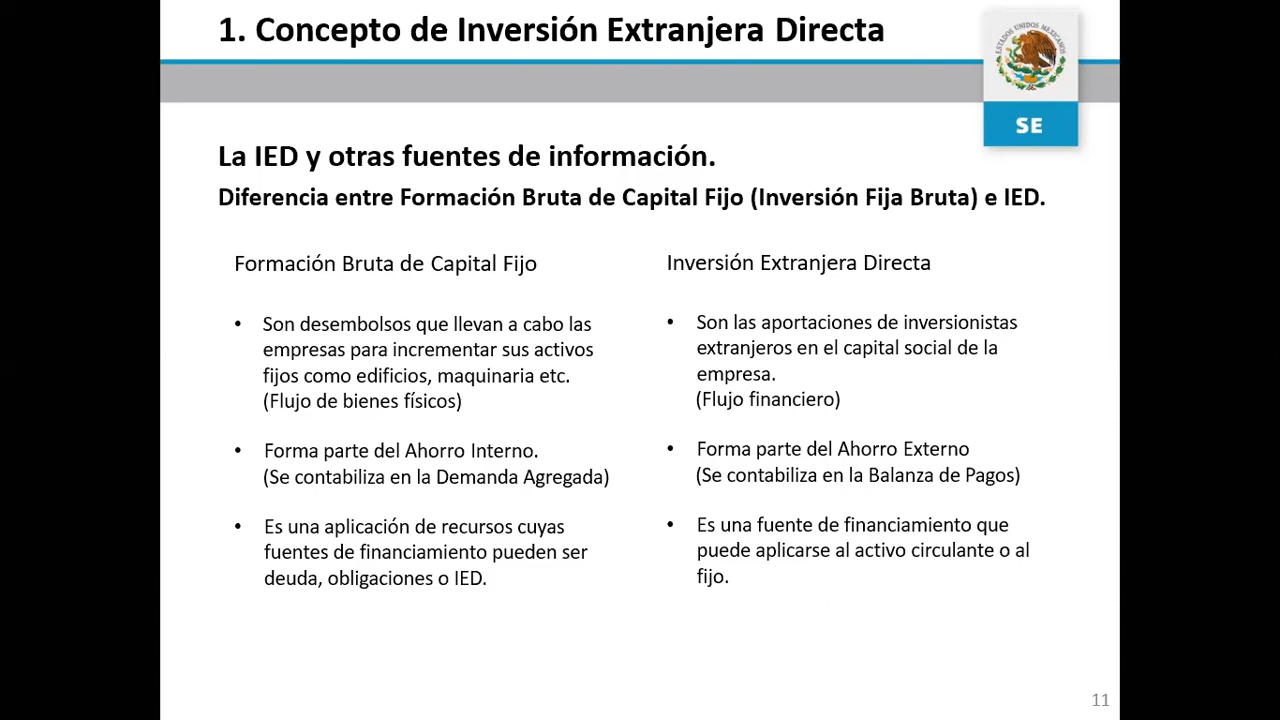 1. Concepto de Inversión Extranjera Directa
ESTADOS UNIDOS MEXICANOS
SE
La IED y otras fuentes de información.
Diferencia entre Formación Bruta de Capital Fijo (Inversión Fija Bruta) e IED.
Formación Bruta de Capital Fijo
• Son desembolsos que llevan a cabo las
empresas para incrementar sus activos
fijos como edificios, maquinaria etc.
(Flujo de bienes físicos)
• Forma parte del Ahorro Interno.
(Se contabiliza en la Demanda Agregada)
• Es una aplicación de recursos cuyas
fuentes de financiamiento pueden ser
deuda, obligaciones o IED.
Inversión Extranjera Directa
• Son las aportaciones de inversionistas
extranjeros en el capital social de la
empresa.
(Flujo financiero)
• Forma parte del Ahorro Externo
(Se contabiliza en la Balanza de Pagos)
• Es una fuente de financiamiento que
puede aplicarse al activo circulante o al
fijo.
11